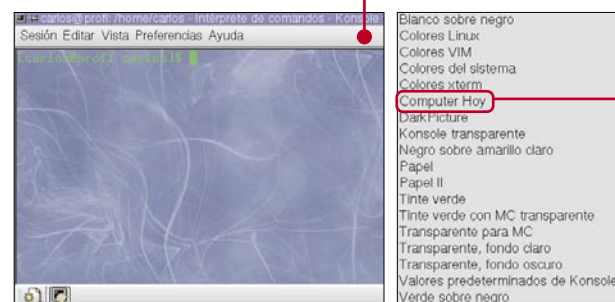 carlos@profi: /home/carlos - Intérprete de comandos - Konsole
Sesión Editar Vista Preferencias Ayuda
[carlos@profi carlos]$
Blanco sobre negro
Colores Linux
Colores VIM
Colores del sistema
Colores xterm
Computer Hoy
DarkPicture
Konsole transparente
Negro sobre amarillo claro
Papel
Papel II
Tinte verde
Tinte verde con MC transparente
Transparente para MC
Transparente, fondo claro
Transparente, fondo oscuro
Valores predeterminados de Konsole
Verde sobre negro